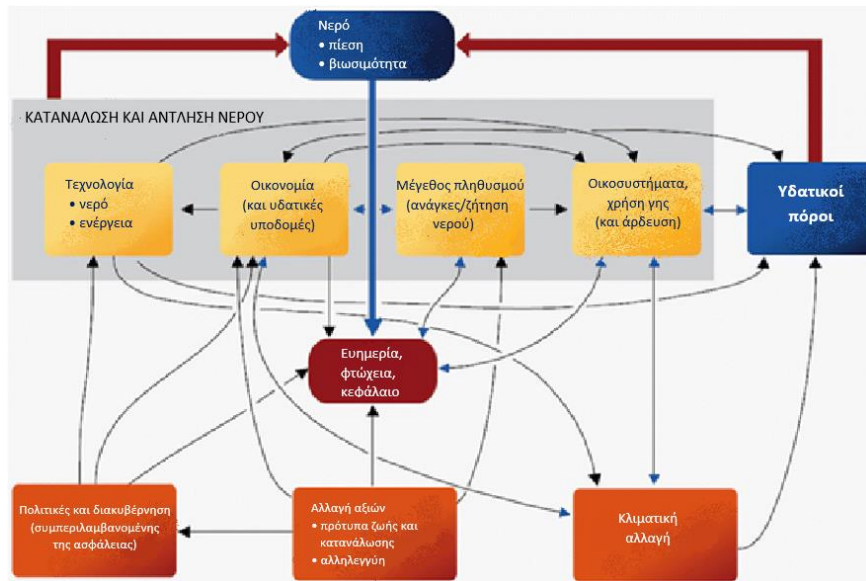 Νερό
• πίεση
• βιωσιμότητα
ΚΑΤΑΝΑΛΩΣΗ ΚΑΙ ΑΝΤΛΗΣΗ ΝΕΡΟΥ
Τεχνολογία
• νερό
• ενέργεια
Οικονομία
(και υδατικές
υποδομές)
Μέγεθος πληθυσμού
(ανάγκες/ζήτηση
νερού)
Οικοσυστήματα,
χρήση γης
(και άρδευση)
Υδατικοί
πόροι
Ευημερία,
φτώχεια,
κεφάλαιο
Πολιτικές και διακυβέρνηση
(συμπεριλαμβανομένης
της ασφάλειας)
Αλλαγή αξιών
• πρότυπα ζωής και
κατανάλωσης
• αλληλεγγύη
Κλιματική
αλλαγή